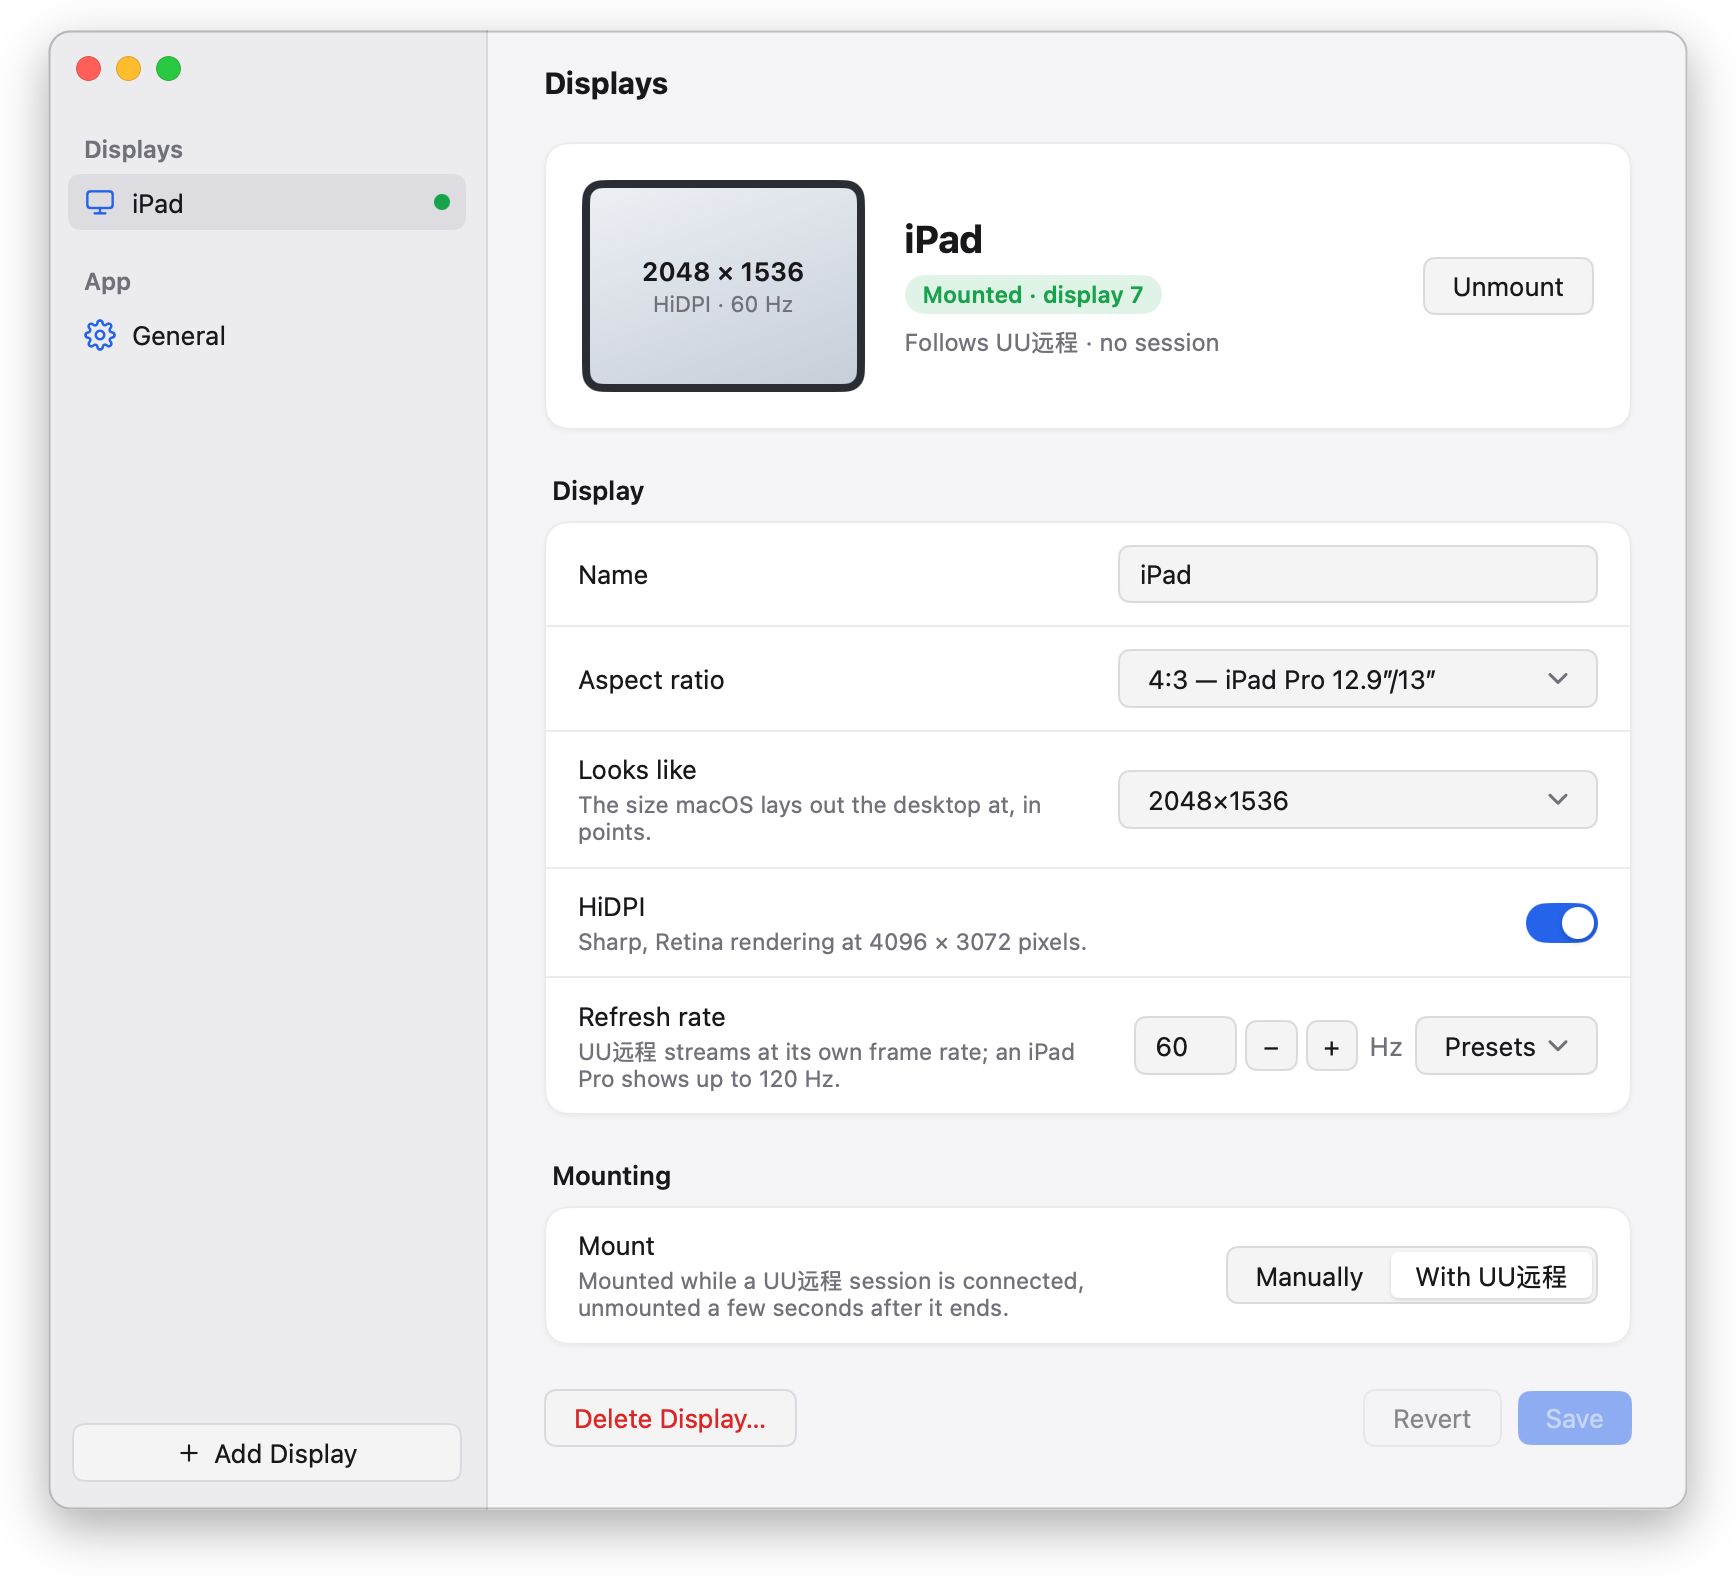 Displays
iPad
App
General
+ Add Display
Displays
2048 × 1536
HiDPI · 60 Hz
iPad
Mounted · display 7
Follows UU远程 · no session
Unmount
Display
Name
iPad
Aspect ratio
4:3 — iPad Pro 12.9″/13″
Looks like
The size macOS lays out the desktop at, in
points.
2048×1536
HiDPI
Sharp, Retina rendering at 4096 × 3072 pixels.
Refresh rate
UU远程 streams at its own frame rate; an iPad
Pro shows up to 120 Hz.
60 − + Hz Presets
Mounting
Mount
Mounted while a UU远程 session is connected,
unmounted a few seconds after it ends.
Manually With UU远程
Delete Display...
Revert Save